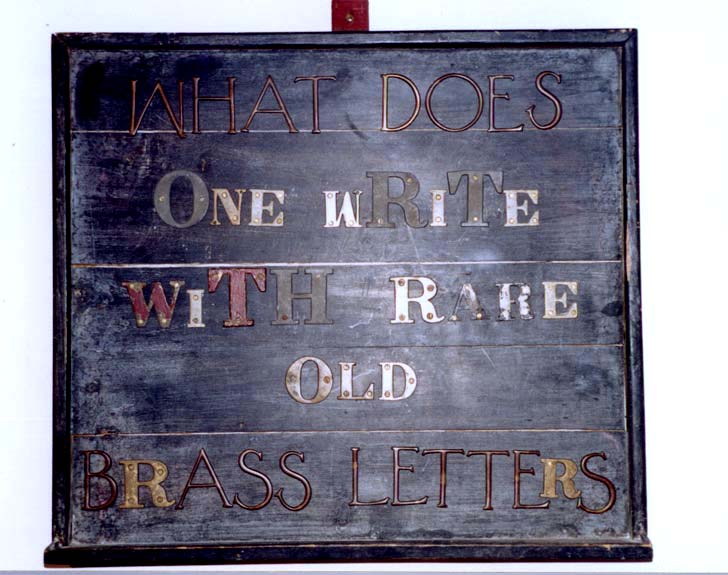 WHAT DOES
ONE WRITE
WITH RARE
OLD
BRASS LETTERS